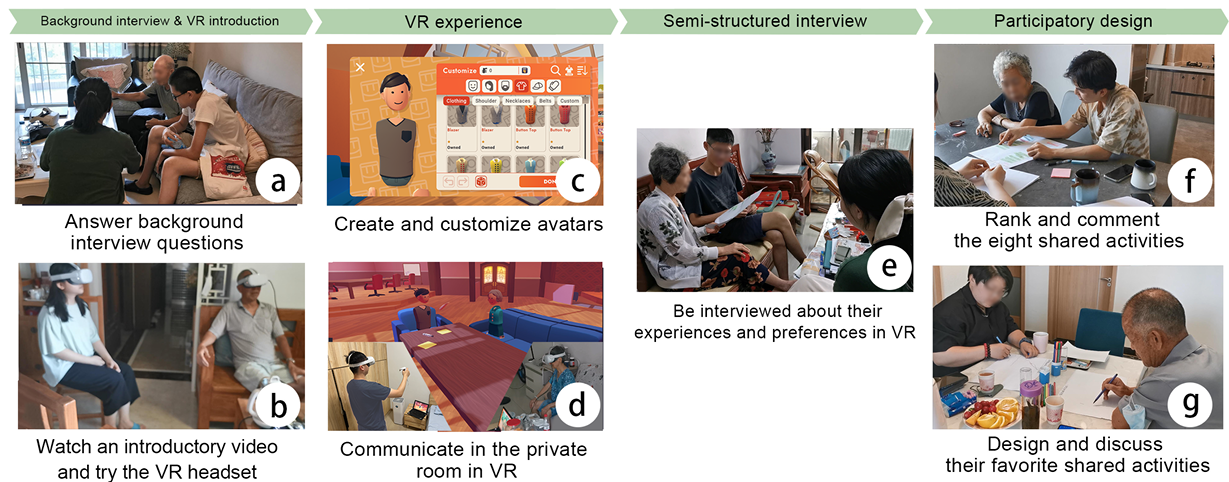 Background interview & VR introduction
VR experience
Semi-structured interview
Participatory design
a
Answer background
interview questions
b
Watch an introductory video
and try the VR headset
Customize
0
Clothing
Shoulder
Necklaces
Belts
Custom
Blazer
Blazer
Button Top
Button Top
Owned
Owned
Owned
Owned
DON
c
Create and customize avatars
d
Communicate in the private
room in VR
e
Be interviewed about their
experiences and preferences in VR
f
Rank and comment
the eight shared activities
g
Design and discuss
their favorite shared activities